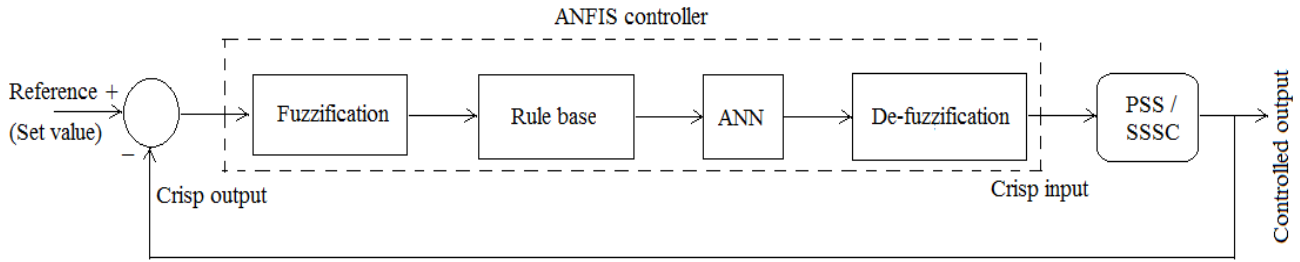 ANFIS controller
Reference +
(Set value)
−
Fuzzification
Rule base
ANN
De-fuzzification
PSS /
SSSC
Controlled output
Crisp output
Crisp input